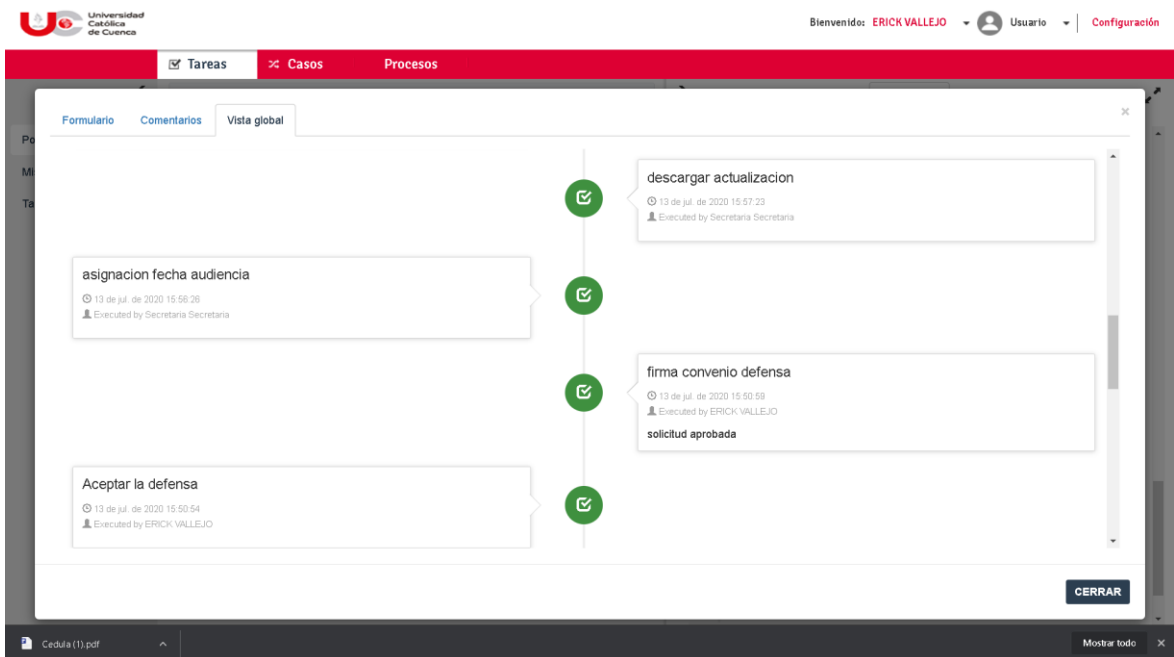 Universidad
Católica
de Cuenca
Bienvenido: ERICK VALLEJO
Usuario
Configuración
Tareas
Casos
Procesos
Po
Mi
Ta
Formulario
Comentarios
Vista global
×
descargar actualizacion
13 de jul. de 2020 15:57:23
Executed by Secretaria Secretaria
asignacion fecha audiencia
13 de jul. de 2020 15:56:26
Executed by Secretaria Secretaria
firma convenio defensa
13 de jul. de 2020 15:50:59
Executed by ERICK VALLEJO
solicitud aprobada
Aceptar la defensa
13 de jul. de 2020 15:50:54
Executed by ERICK VALLEJO
CERRAR
Cedula (1).pdf
Mostrar todo